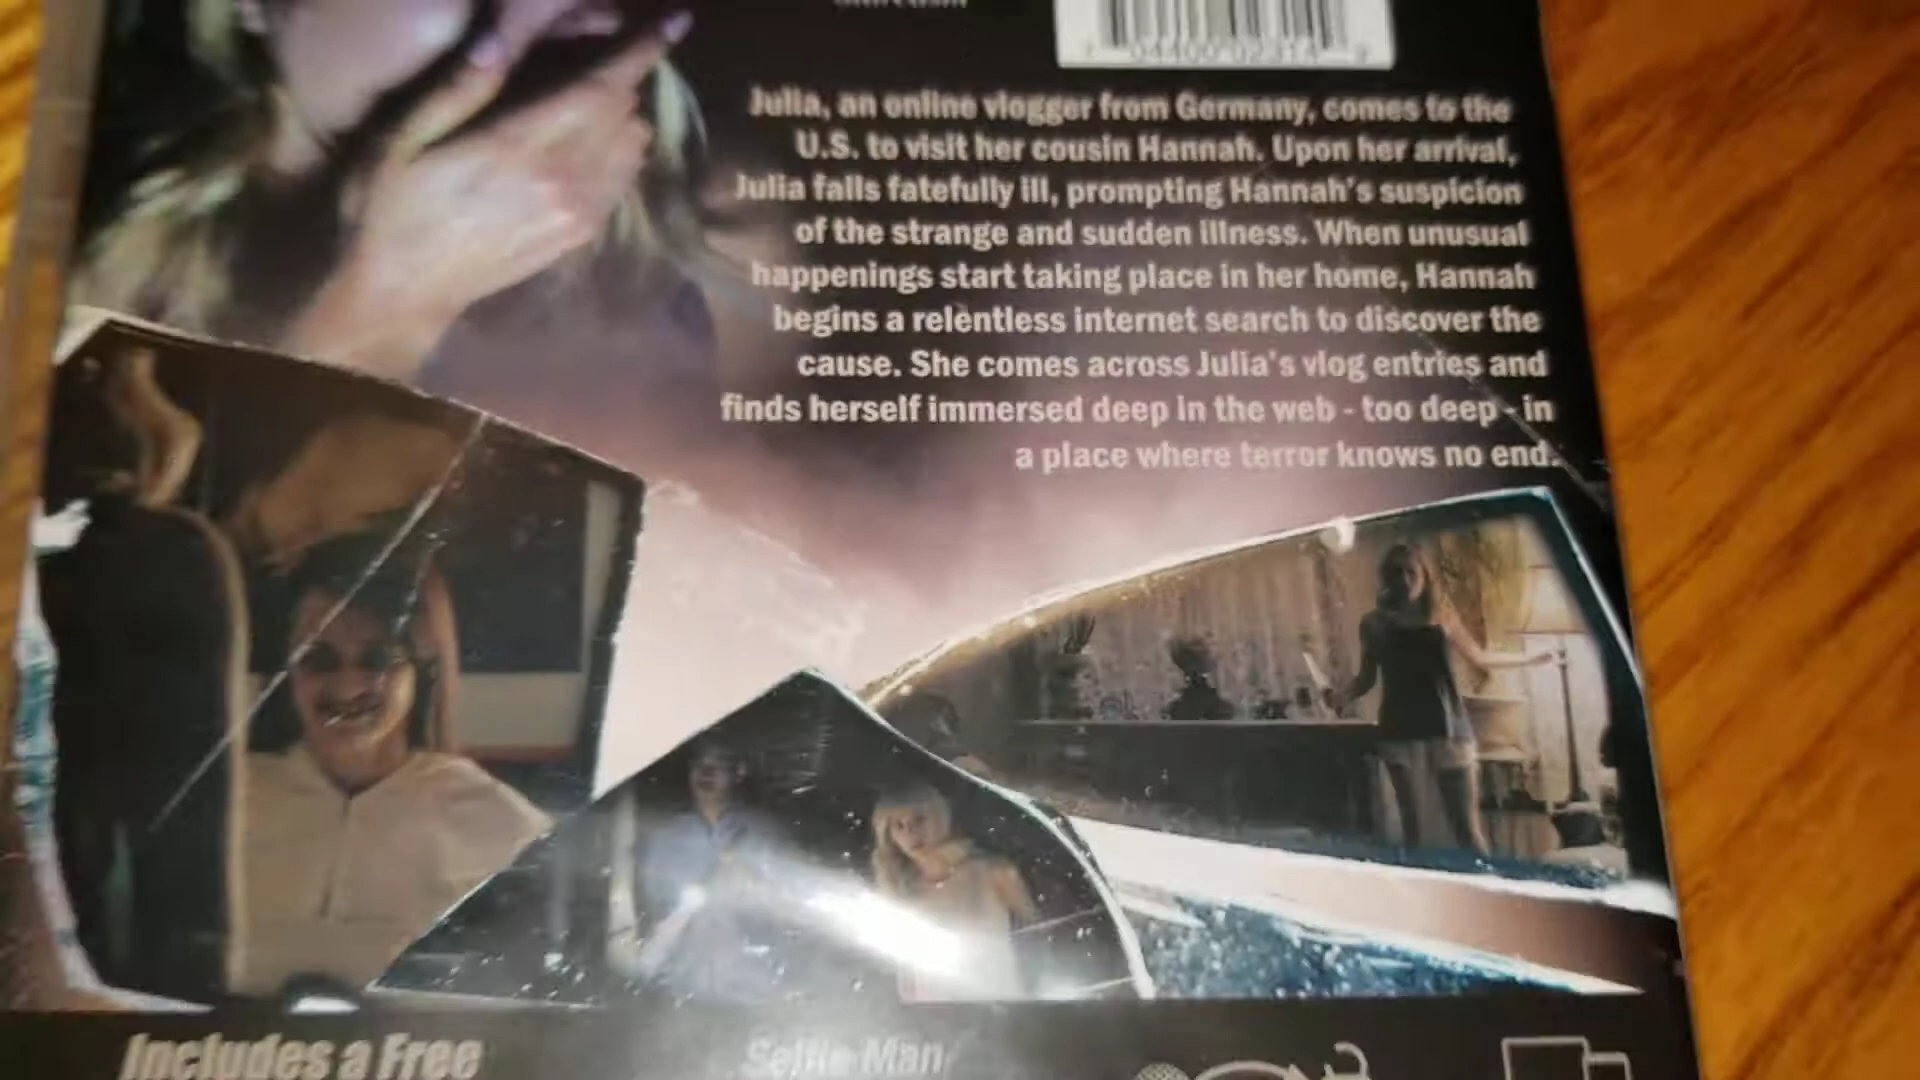 Julia, an online vlogger from Germany, comes to the
U.S. to visit her cousin Hannah. Upon her arrival,
Julia falls fatefully ill, prompting Hannah's suspicion
of the strange and sudden illness. When unusual
happenings start taking place in her home, Hannah
begins a relentless internet search to discover the
cause. She comes across Julia's vlog entries and
finds herself immersed deep in the web - too deep - in
a place where terror knows no end.
Includes a Free
Selfie Man